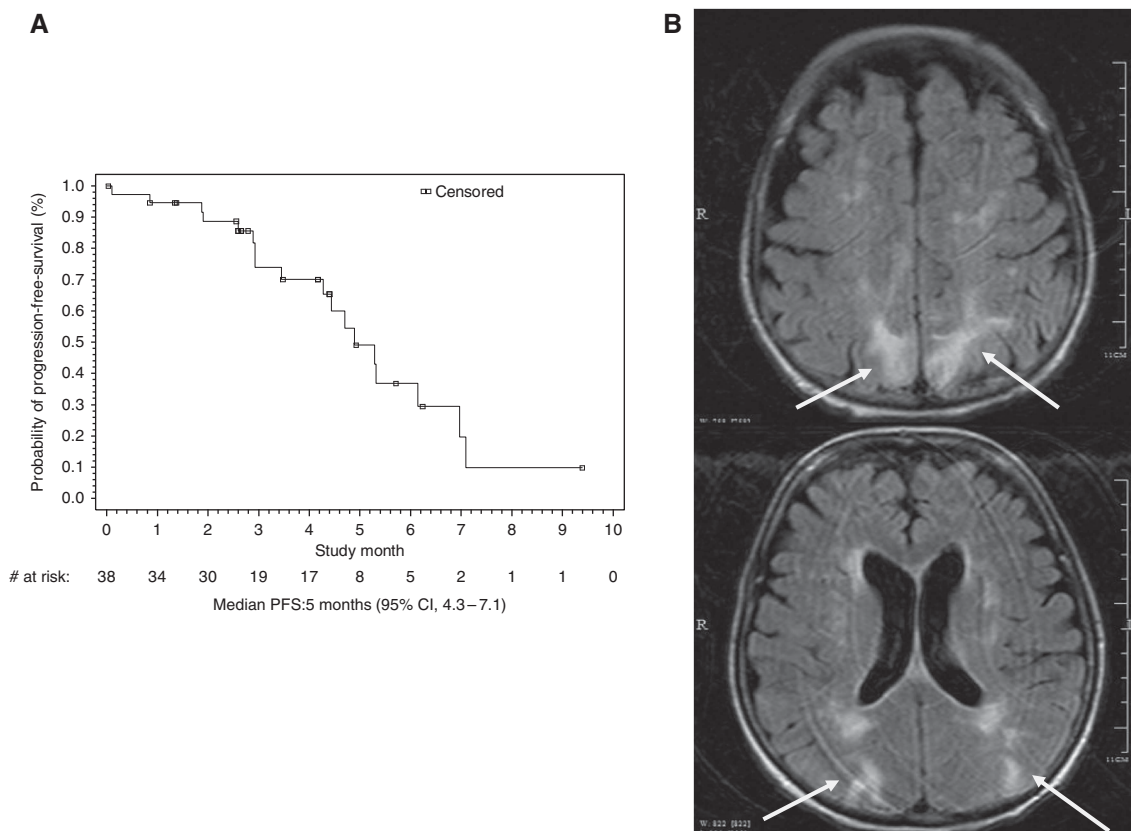 A
B
Probability of progression-free-survival (%)
1.0
0.9
0.8
0.7
0.6
0.5
0.4
0.3
0.2
0.1
0.0
Censored
0 1 2 3 4 5 6 7 8 9 10
Study month
# at risk: 38 34 30 19 17 8 5 2 1 1 0
Median PFS:5 months (95% CI, 4.3–7.1)
R
11CM
R
11CM
W: 822 [822]